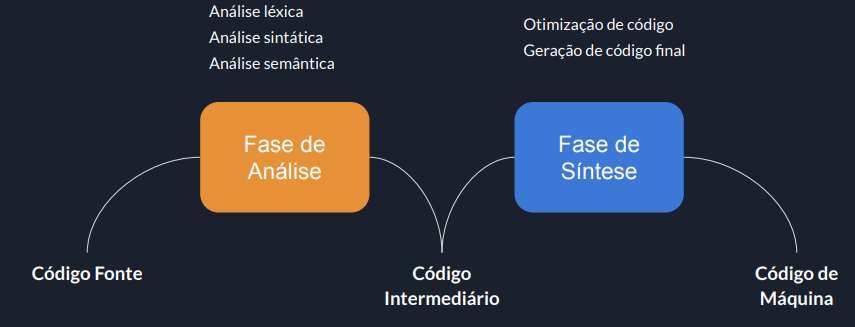 Análise léxica
Análise sintática
Análise semântica
Otimização de código
Geração de código final
Fase de
Análise
Fase de
Síntese
Código Fonte
Código
Intermediário
Código de
Máquina